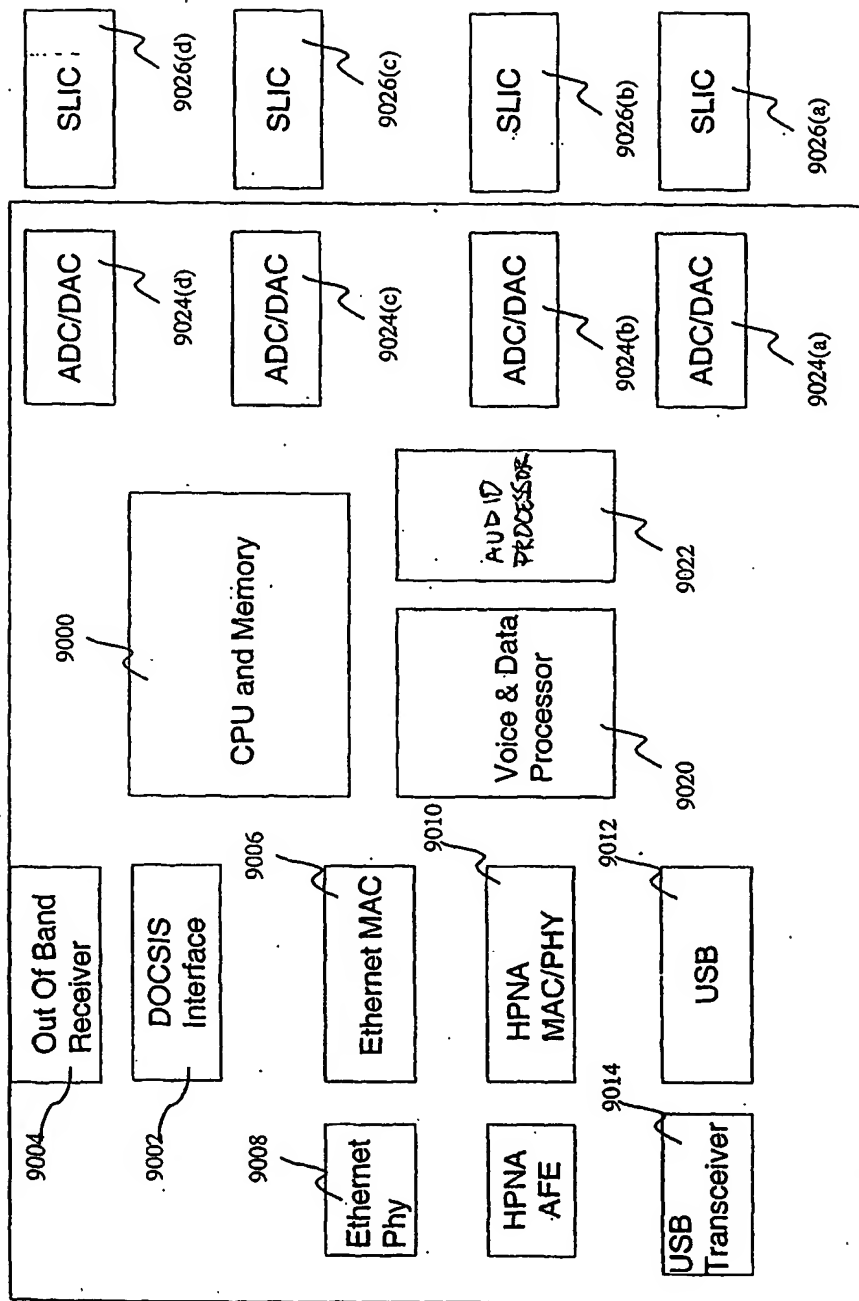 Out Of Band
Receiver
9004
DOCSIS
Interface
9002
Ethernet
Phy
9008
Ethernet MAC
9006
HPNA
AFE
HPNA
MAC/PHY
9010
USB
Transceiver
9014
USB
9012
9000
CPU and Memory
Voice & Data
Processor
9020
AUDIO
PROCESSOR
9022
ADC/DAC
9024(d)
ADC/DAC
9024(c)
ADC/DAC
9024(b)
ADC/DAC
9024(a)
SLIC
9026(d)
SLIC
9026(c)
SLIC
9026(b)
SLIC
9026(a)